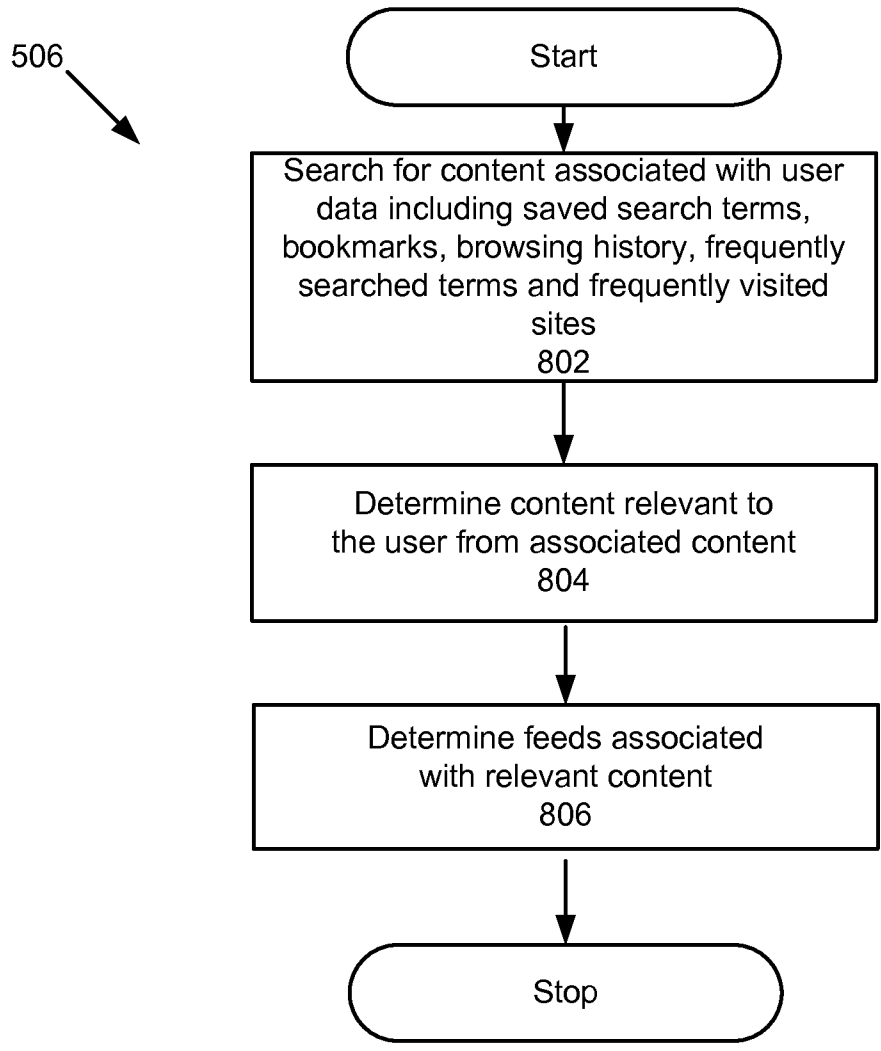 506
Start
Search for content associated with user
data including saved search terms,
bookmarks, browsing history, frequently
searched terms and frequently visited
sites
802
Determine content relevant to
the user from associated content
804
Determine feeds associated
with relevant content
806
Stop